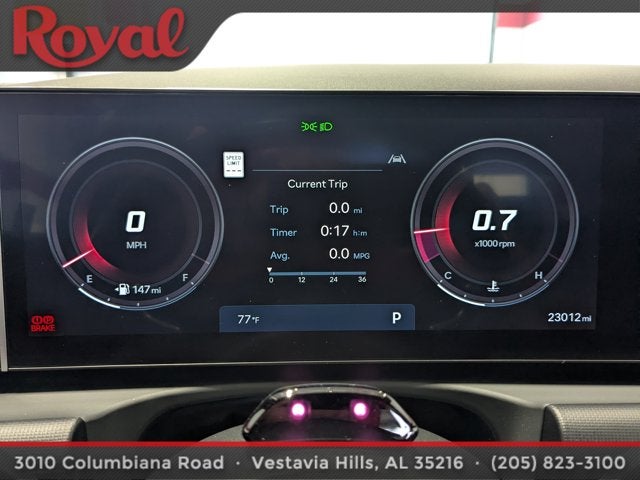 Royal
SPEED LIMIT ---
Current Trip
0 MPH
Trip 0.0 mi
Timer 0:17 h:m
Avg. 0.0 MPG
0 12 24 36
0.7 x1000 rpm
E F
147 mi
C H
BRAKE
77°F P
23012 mi
3010 Columbiana Road • Vestavia Hills, AL 35216 • (205) 823-3100